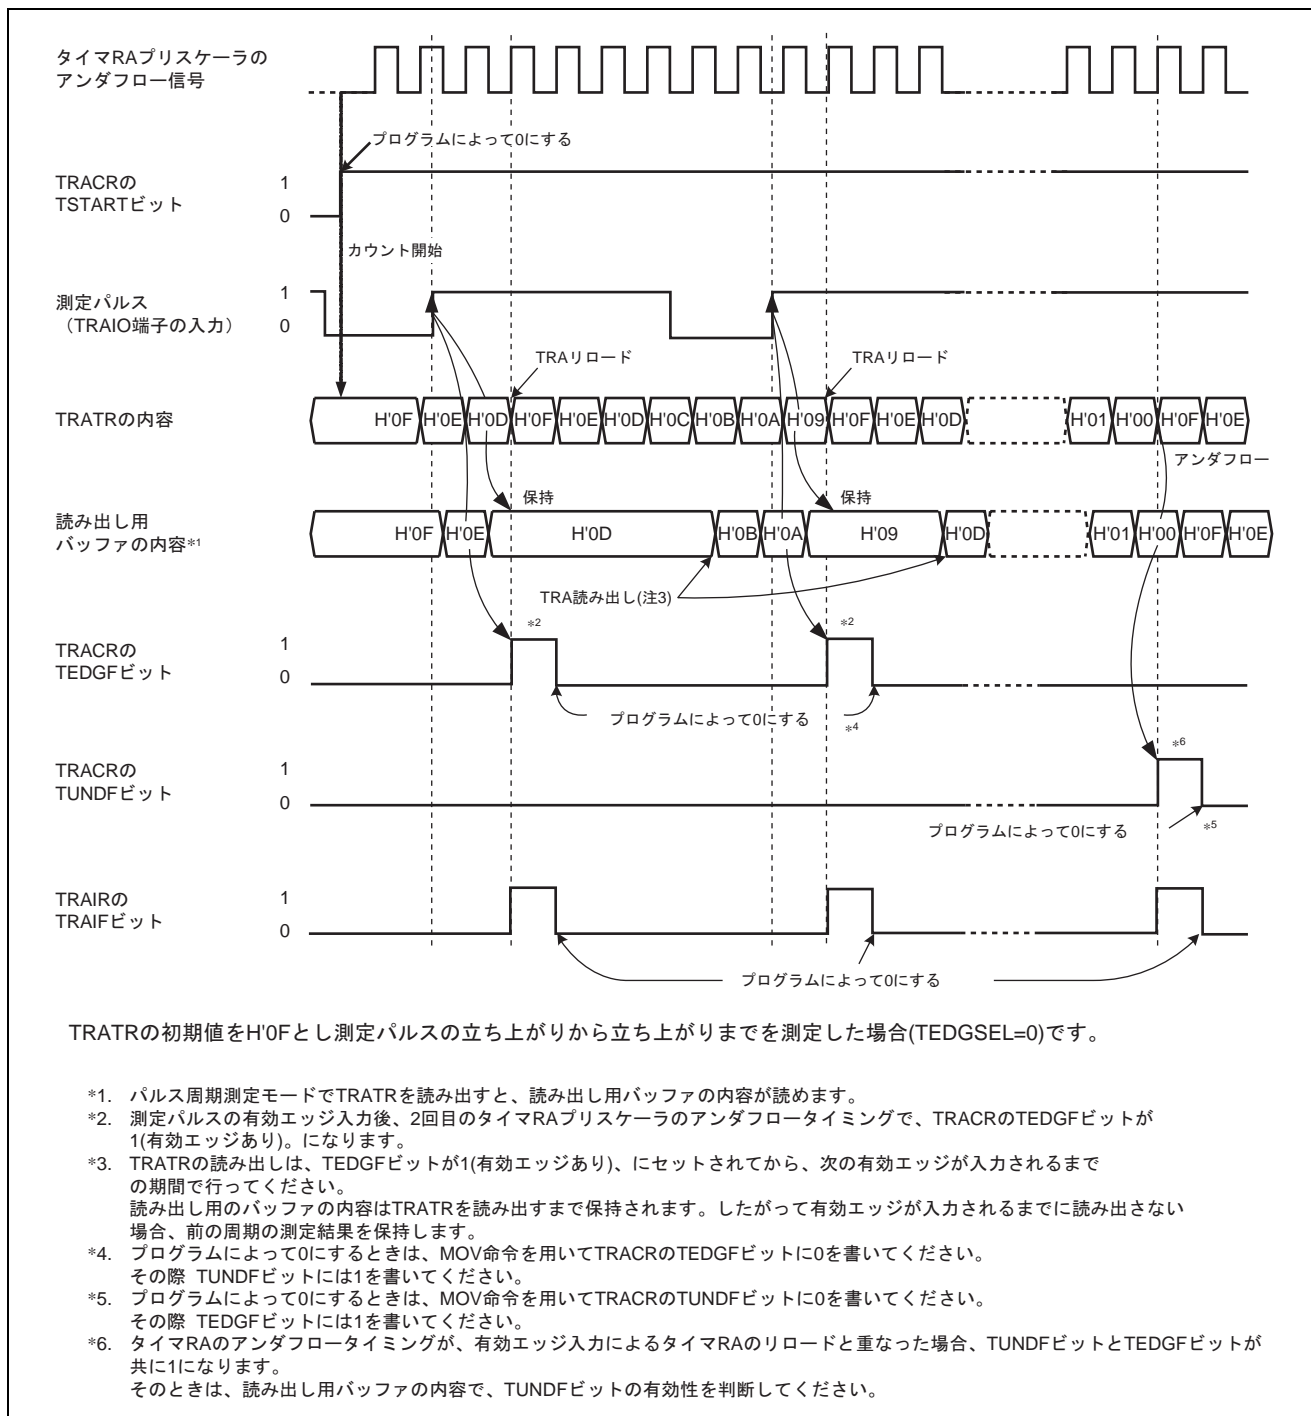 タイマRAプリスケーラの
アンダフロー信号
プログラムによって0にする
TRACRの
TSTARTビット
1
0
カウント開始
測定パルス
（TRAIO端子の入力）
1
0
TRAリロード
TRAリロード
TRATRの内容
H'0F H'0E H'0D H'0F H'0E H'0D H'0C H'0B H'0A H'09 H'0F H'0E H'0D H'01 H'00 H'0F H'0E
アンダフロー
保持
保持
読み出し用
バッファの内容*1
H'0F H'0E H'0D H'0B H'0A H'09 H'0D H'01 H'00 H'0F H'0E
TRA読み出し(注3)
*2
*2
TRACRの
TEDGFビット
1
0
プログラムによって0にする
*4
*6
TRACRの
TUNDFビット
1
0
プログラムによって0にする
*5
TRAIRの
TRAIFビット
1
0
プログラムによって0にする
TRATRの初期値をH'0Fとし測定パルスの立ち上がりから立ち上がりまでを測定した場合(TEDGSEL=0)です。
*1. パルス周期測定モードでTRATRを読み出すと、読み出し用バッファの内容が読めます。
*2. 測定パルスの有効エッジ入力後、2回目のタイマRAプリスケーラのアンダフロータイミングで、TRACRのTEDGFビットが
1(有効エッジあり)。になります。
*3. TRATRの読み出しは、TEDGFビットが1(有効エッジあり)、にセットされてから、次の有効エッジが入力されるまで
の期間で行ってください。
読み出し用のバッファの内容はTRATRを読み出すまで保持されます。したがって有効エッジが入力されるまでに読み出さない
場合、前の周期の測定結果を保持します。
*4. プログラムによって0にするときは、MOV命令を用いてTRACRのTEDGFビットに0を書いてください。
その際 TUNDFビットには1を書いてください。
*5. プログラムによって0にするときは、MOV命令を用いてTRACRのTUNDFビットに0を書いてください。
その際 TEDGFビットには1を書いてください。
*6. タイマRAのアンダフロータイミングが、有効エッジ入力によるタイマRAのリロードと重なった場合、TUNDFビットとTEDGFビットが
共に1になります。
そのときは、読み出し用バッファの内容で、TUNDFビットの有効性を判断してください。